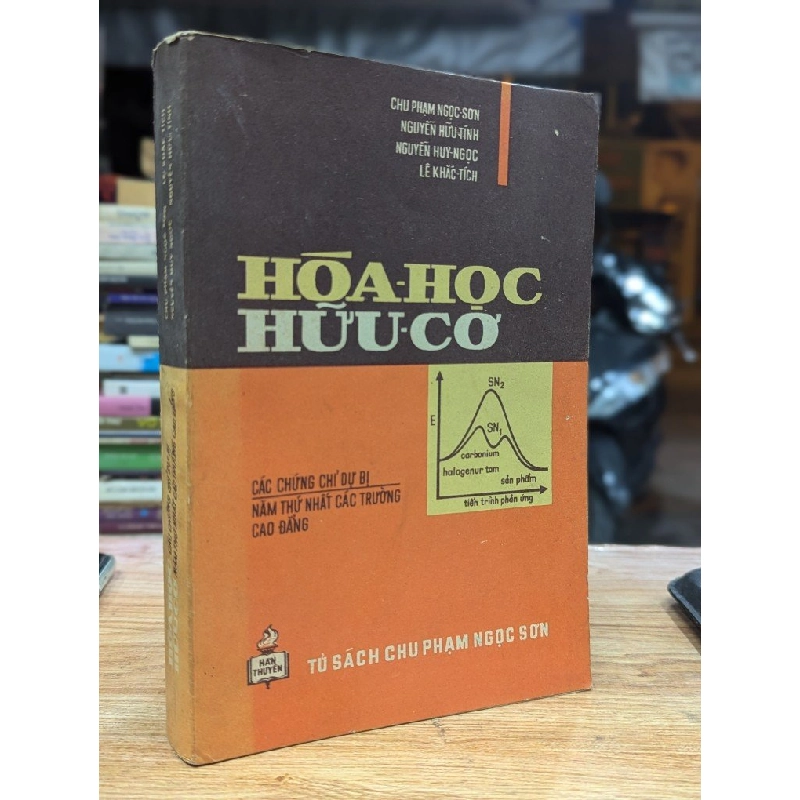 CHU PHẠM NGỌC-SƠN
NGUYỄN HỮU-TÍNH
NGUYỄN HUY-NGỌC
LÊ KHẮC-TÍCH
HÓA-HỌC
HỮU-CƠ
E
SN₂
SN₁
carbonium
halogenur tam
sản phẩm
tiến trình phản ứng
CÁC CHỨNG CHỈ DỰ BỊ
NĂM THỨ NHẤT CÁC TRƯỜNG
CAO ĐẲNG
HÀN
THUYÊN
TỦ SÁCH CHU PHẠM NGỌC SƠN